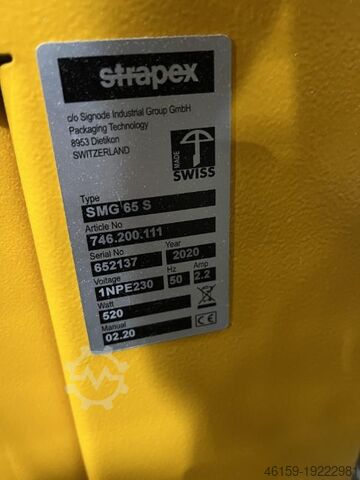 strapex
c/o Signode Industrial Group GmbH
Packaging Technology
8953 Dietikon
SWITZERLAND
MADE
SWISS
Type
SMG 65 S
Article No
746.200.111
Serial No Year
652137 2020
Voltage Hz Amp
1NPE230 50 2.2
Watt
520
Manual
02.20
CE
46159-19222981